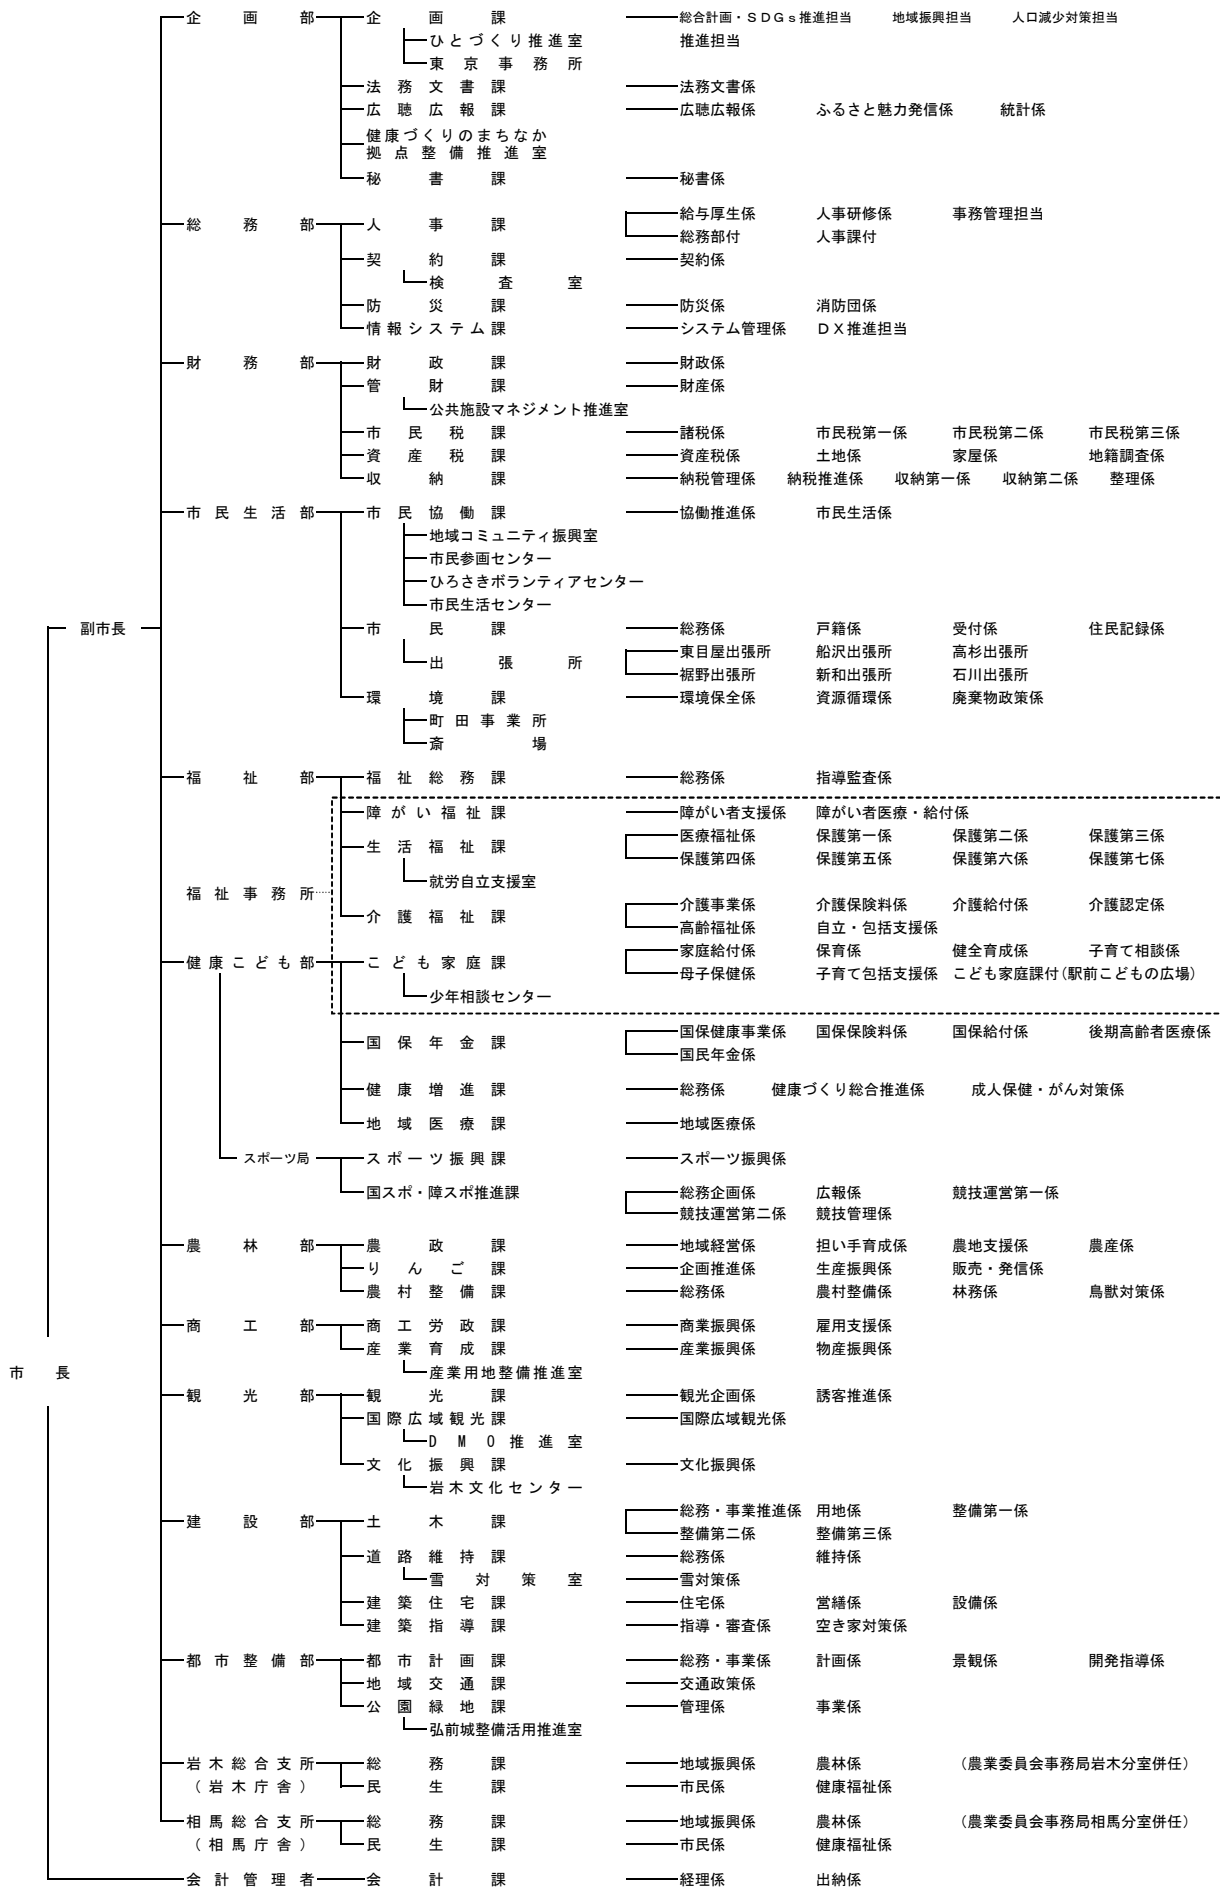 企画部 企画課 総合計画・ＳＤＧｓ推進担当 地域振興担当 人口減少対策担当
ひとづくり推進室 推進担当
東京事務所
法務文書課 法務文書係
広聴広報課 広聴広報係 ふるさと魅力発信係 統計係
健康づくりのまちなか
拠点整備推進室
秘書課 秘書係
給与厚生係 人事研修係 事務管理担当
総務部 人事課
総務部付 人事課付
契約課 契約係
検査室
防災課 防災係 消防団係
情報システム課 システム管理係 ＤＸ推進担当
財務部 財政課 財政係
管財課 財産係
公共施設マネジメント推進室
市民税課 諸税係 市民税第一係 市民税第二係 市民税第三係
資産税課 資産税係 土地係 家屋係 地籍調査係
収納課 納税管理係 納税推進係 収納第一係 収納第二係 整理係
市民生活部 市民協働課 協働推進係 市民生活係
地域コミュニティ振興室
市民参画センター
ひろさきボランティアセンター
市民生活センター
副市長 市民課 総務係 戸籍係 受付係 住民記録係
東目屋出張所 船沢出張所 高杉出張所
出張所
裾野出張所 新和出張所 石川出張所
環境課 環境保全係 資源循環係 廃棄物政策係
町田事業所
斎場
福祉部 福祉総務課 総務係 指導監査係
障がい福祉課 障がい者支援係 障がい者医療・給付係
医療福祉係 保護第一係 保護第二係 保護第三係
生活福祉課
保護第四係 保護第五係 保護第六係 保護第七係
就労自立支援室
福祉事務所
介護事業係 介護保険料係 介護給付係 介護認定係
介護福祉課
高齢福祉係 自立・包括支援係
家庭給付係 保育係 健全育成係 子育て相談係
健康こども部 こども家庭課
母子保健係 子育て包括支援係 こども家庭課付(駅前こどもの広場)
少年相談センター
国保健康事業係 国保保険料係 国保給付係 後期高齢者医療係
国保年金課
国民年金係
健康増進課 総務係 健康づくり総合推進係 成人保健・がん対策係
地域医療課 地域医療係
スポーツ局 スポーツ振興課 スポーツ振興係
国スポ・障スポ推進課 総務企画係 広報係 競技運営第一係
競技運営第二係 競技管理係
農林部 農政課 地域経営係 担い手育成係 農地支援係 農産係
りんご課 企画推進係 生産振興係 販売・発信係
農村整備課 総務係 農村整備係 林務係 鳥獣対策係
商工部 商工労政課 商業振興係 雇用支援係
産業育成課 産業振興係 物産振興係
市長 産業用地整備推進室
観光部 観光課 観光企画係 誘客推進係
国際広域観光課 国際広域観光係
ＤＭＯ推進室
文化振興課 文化振興係
岩木文化センター
総務・事業推進係 用地係 整備第一係
建設部 土木課
整備第二係 整備第三係
道路維持課 総務係 維持係
雪対策室 雪対策係
建築住宅課 住宅係 営繕係 設備係
建築指導課 指導・審査係 空き家対策係
都市整備部 都市計画課 総務・事業係 計画係 景観係 開発指導係
地域交通課 交通政策係
公園緑地課 管理係 事業係
弘前城整備活用推進室
岩木総合支所 総務課 地域振興係 農林係 (農業委員会事務局岩木分室併任)
(岩木庁舎) 民生課 市民係 健康福祉係
相馬総合支所 総務課 地域振興係 農林係 (農業委員会事務局相馬分室併任)
(相馬庁舎) 民生課 市民係 健康福祉係
会計管理者 会計課 経理係 出納係